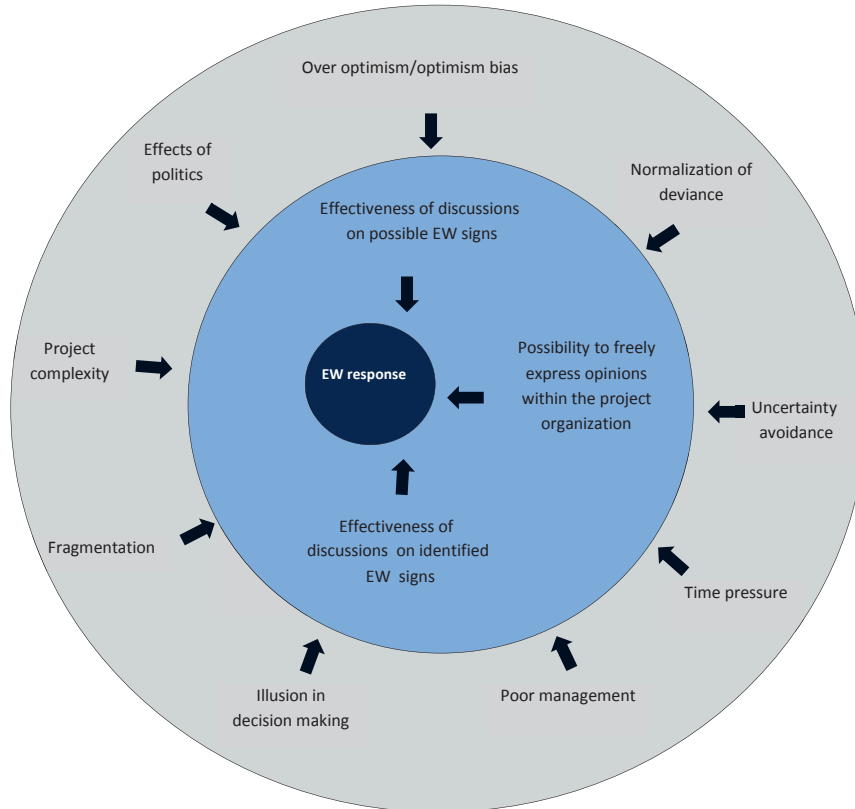 Over optimism/optimism bias
Effects of
politics
Normalization of
deviance
Effectiveness of discussions
on possible EW signs
Project
complexity
EW response
Possibility to freely
express opinions
within the project
organization
Uncertainty
avoidance
Fragmentation
Effectiveness of
discussions on identified
EW signs
Time pressure
Illusion in
decision making
Poor management